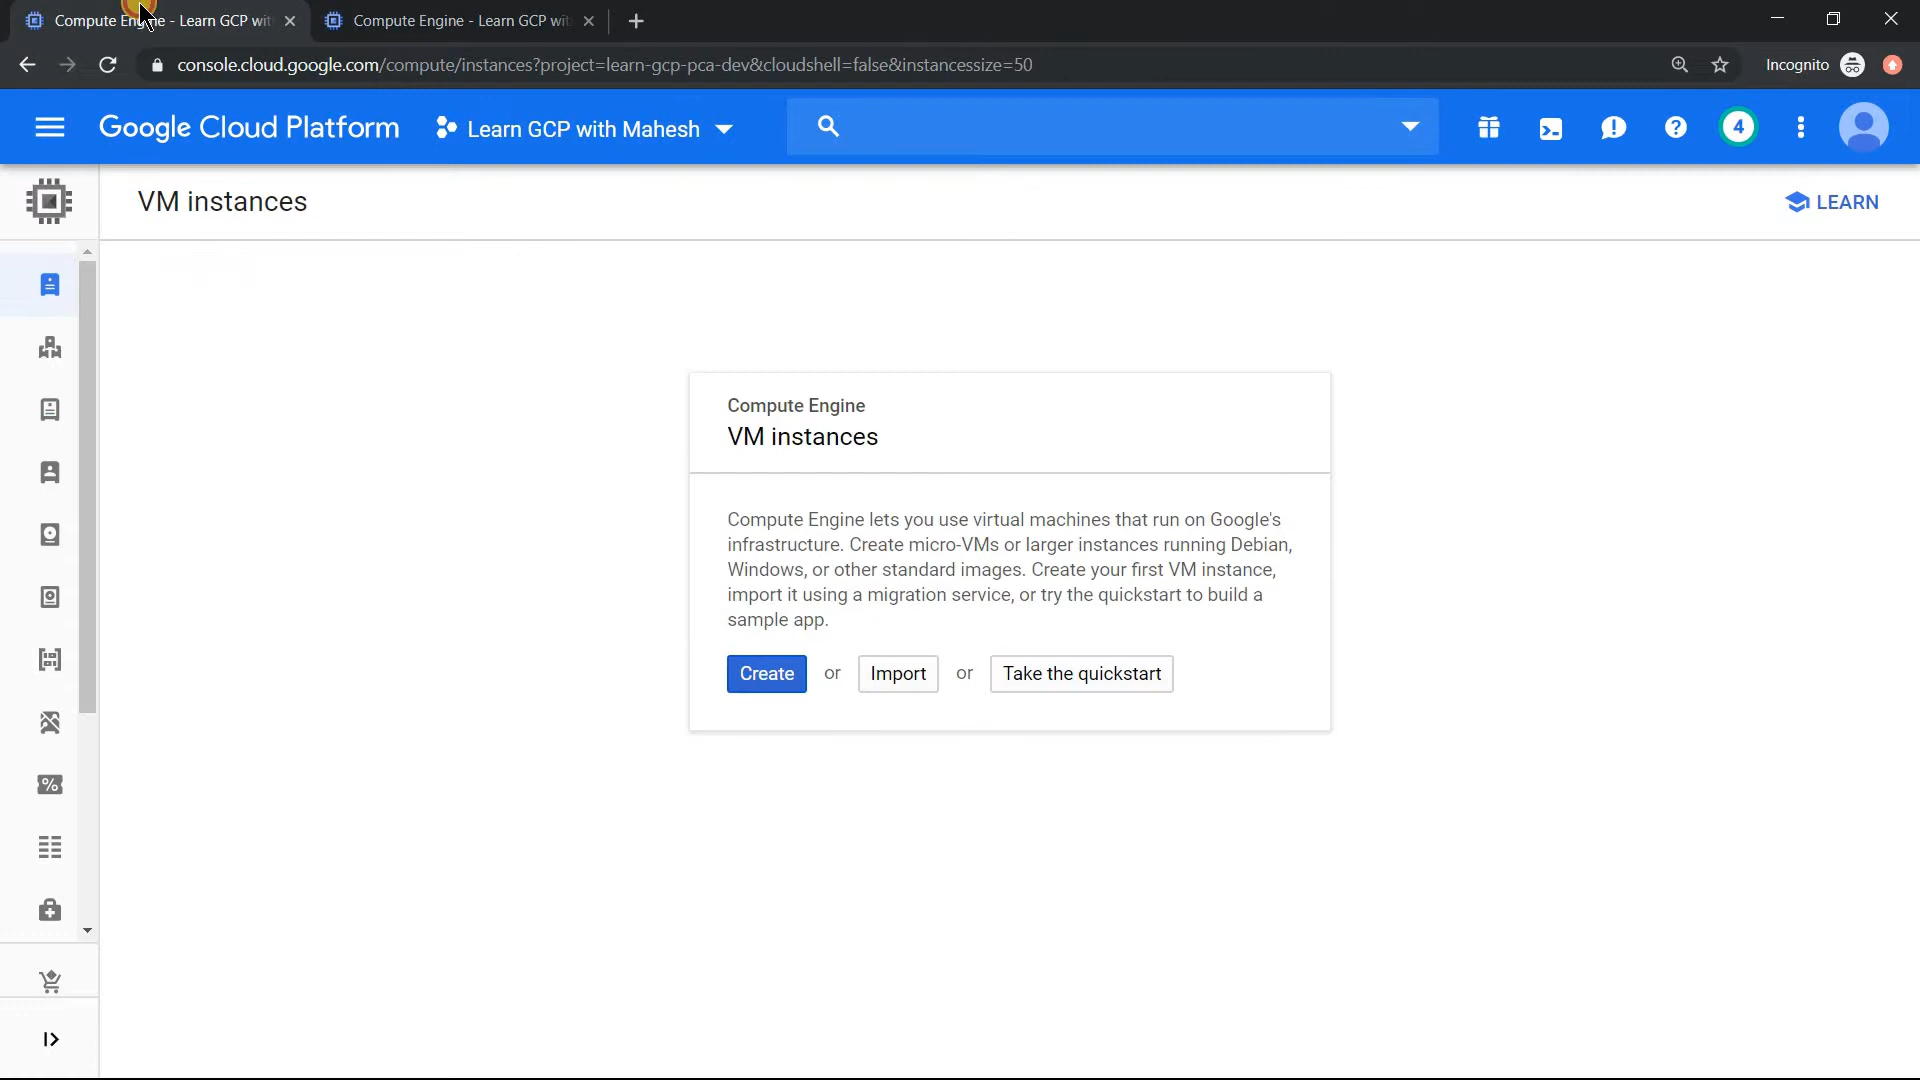 Compute Engine - Learn GCP wit
Compute Engine - Learn GCP wit
console.cloud.google.com/compute/instances?project=learn-gcp-pca-dev&cloudshell=false&instancessize=50
Incognito
Google Cloud Platform
Learn GCP with Mahesh
4
VM instances
LEARN
Compute Engine
VM instances
Compute Engine lets you use virtual machines that run on Google's
infrastructure. Create micro-VMs or larger instances running Debian,
Windows, or other standard images. Create your first VM instance,
import it using a migration service, or try the quickstart to build a
sample app.
Create or Import or Take the quickstart